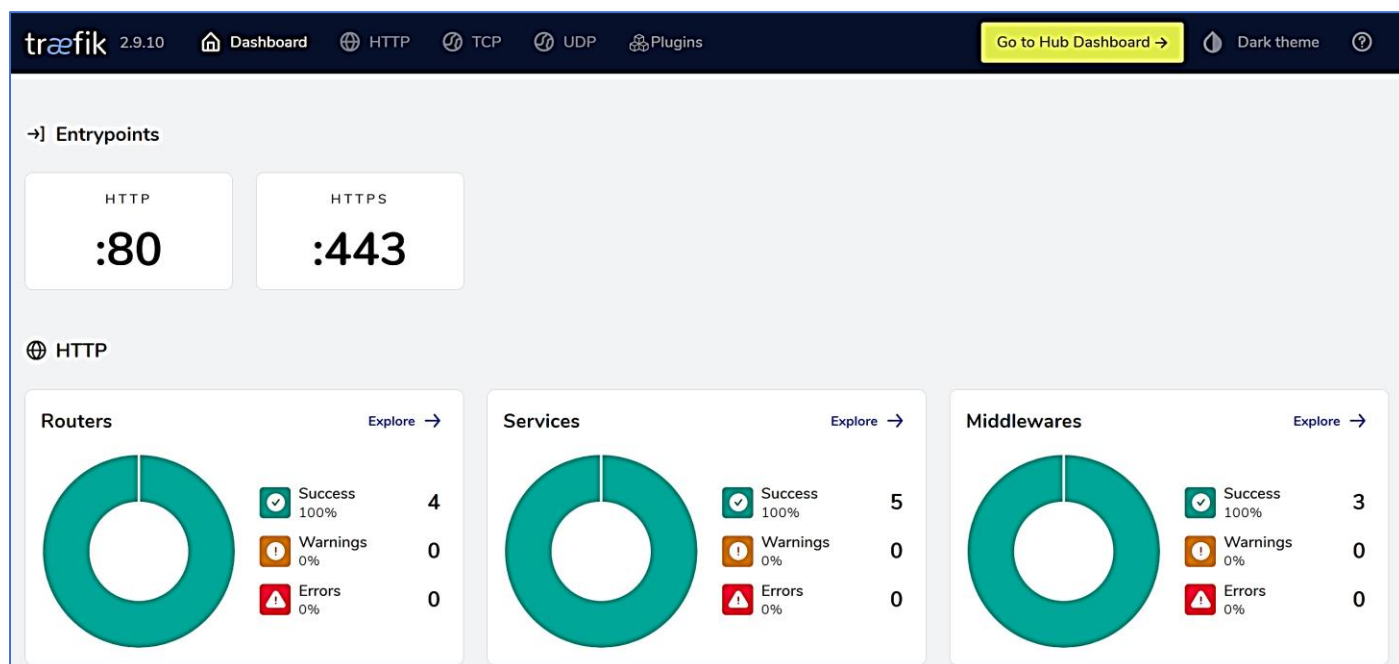 træfik 2.9.10 Dashboard HTTP TCP UDP Plugins Go to Hub Dashboard → Dark theme
Entrypoints
HTTP
:80
HTTPS
:443
HTTP
Routers Explore →
Success 4
100%
Warnings 0
0%
Errors 0
0%
Services Explore →
Success 5
100%
Warnings 0
0%
Errors 0
0%
Middlewares Explore →
Success 3
100%
Warnings 0
0%
Errors 0
0%